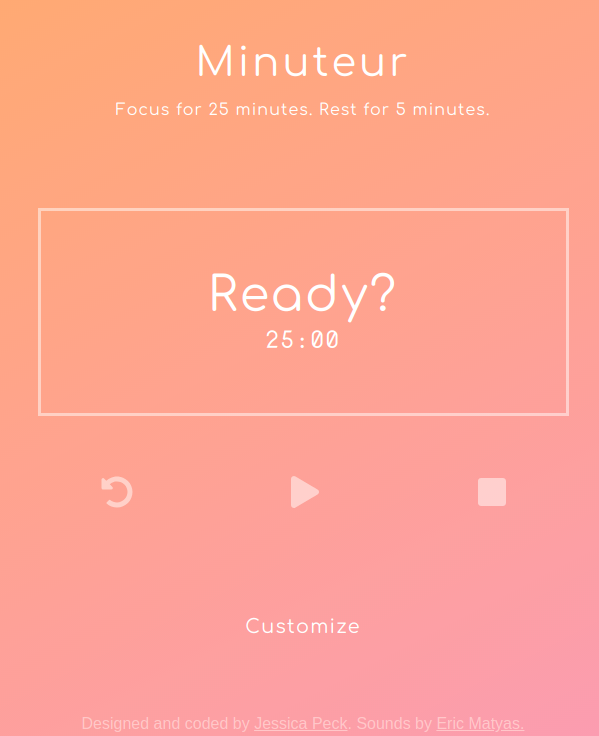 Minuteur
Focus for 25 minutes. Rest for 5 minutes.
Ready?
25:00
Customize
Designed and coded by Jessica Peck. Sounds by Eric Matyas.